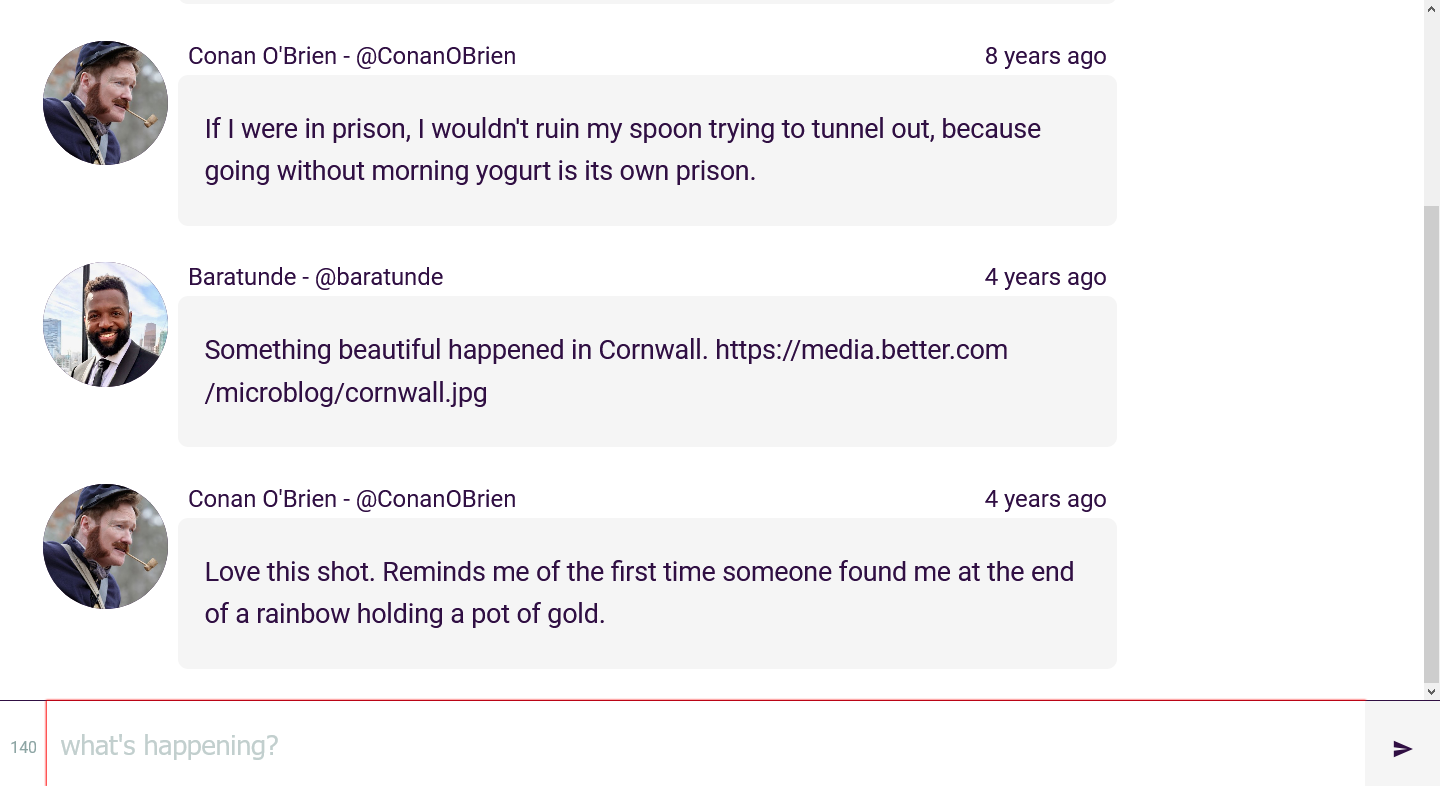 Conan O'Brien - @ConanOBrien 8 years ago
If I were in prison, I wouldn't ruin my spoon trying to tunnel out, because
going without morning yogurt is its own prison.
Baratunde - @baratunde 4 years ago
Something beautiful happened in Cornwall. https://media.better.com
/microblog/cornwall.jpg
Conan O'Brien - @ConanOBrien 4 years ago
Love this shot. Reminds me of the first time someone found me at the end
of a rainbow holding a pot of gold.
140 what's happening?